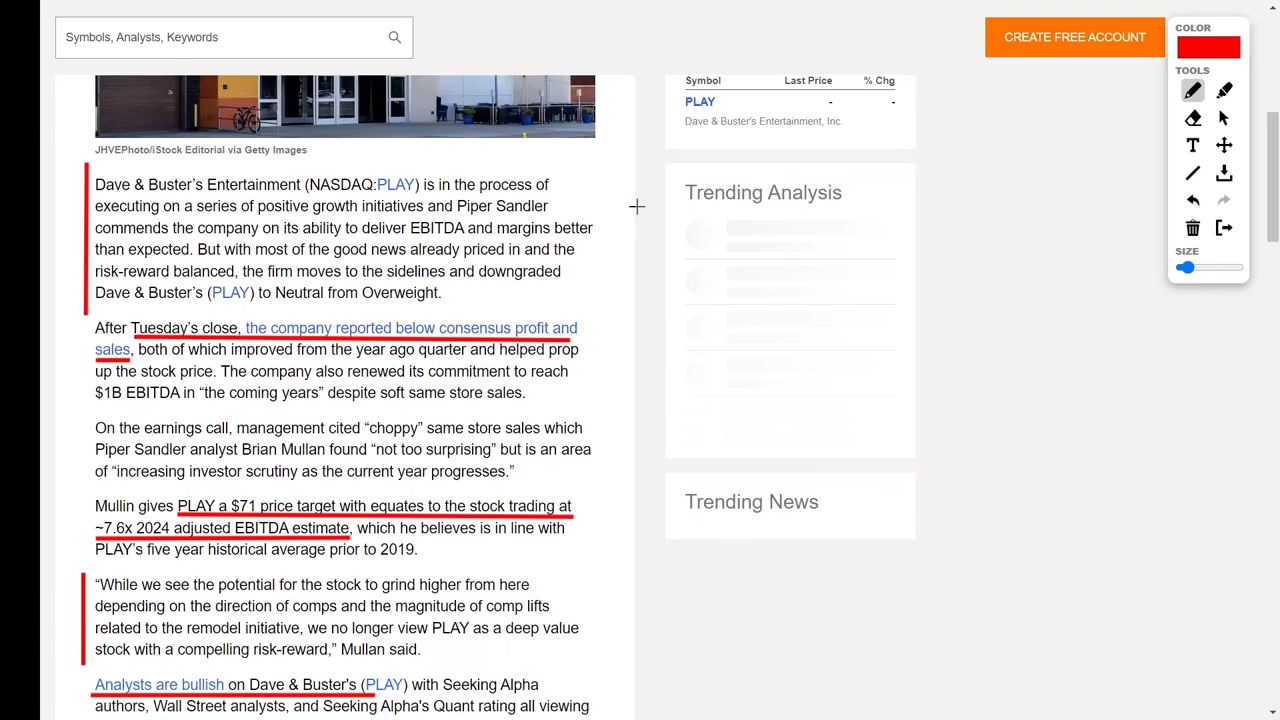 Symbols, Analysts, Keywords
CREATE FREE ACCOUNT
COLOR
TOOLS
T
SIZE
JHVEPhoto/iStock Editorial via Getty Images
Dave & Buster’s Entertainment (NASDAQ:PLAY) is in the process of
executing on a series of positive growth initiatives and Piper Sandler
commends the company on its ability to deliver EBITDA and margins better
than expected. But with most of the good news already priced in and the
risk-reward balanced, the firm moves to the sidelines and downgraded
Dave & Buster’s (PLAY) to Neutral from Overweight.
After Tuesday’s close, the company reported below consensus profit and
sales, both of which improved from the year ago quarter and helped prop
up the stock price. The company also renewed its commitment to reach
$1B EBITDA in “the coming years” despite soft same store sales.
On the earnings call, management cited “choppy” same store sales which
Piper Sandler analyst Brian Mullan found “not too surprising” but is an area
of “increasing investor scrutiny as the current year progresses.”
Mullin gives PLAY a $71 price target with equates to the stock trading at
~7.6x 2024 adjusted EBITDA estimate, which he believes is in line with
PLAY’s five year historical average prior to 2019.
“While we see the potential for the stock to grind higher from here
depending on the direction of comps and the magnitude of comp lifts
related to the remodel initiative, we no longer view PLAY as a deep value
stock with a compelling risk-reward,” Mullan said.
Analysts are bullish on Dave & Buster's (PLAY) with Seeking Alpha
authors, Wall Street analysts, and Seeking Alpha's Quant rating all viewing
Symbol Last Price % Chg
PLAY - -
Dave & Buster's Entertainment, Inc.
Trending Analysis
Trending News